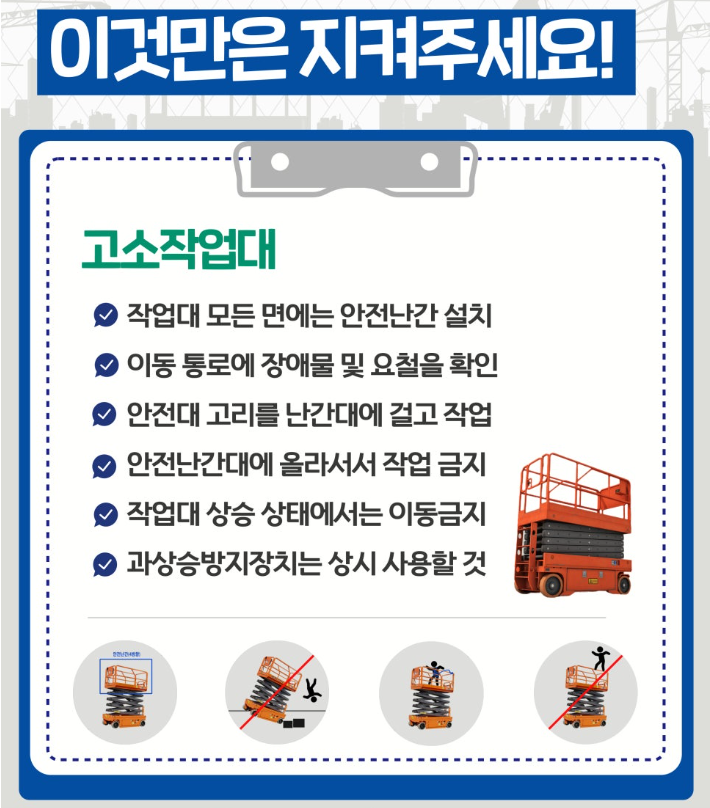 이것만은 지켜주세요!
고소작업대
작업대 모든 면에는 안전난간 설치
이동 통로에 장애물 및 요철을 확인
안전대 고리를 난간대에 걸고 작업
안전난간대에 올라서서 작업 금지
작업대 상승 상태에서는 이동금지
과상승방지장치는 상시 사용할 것